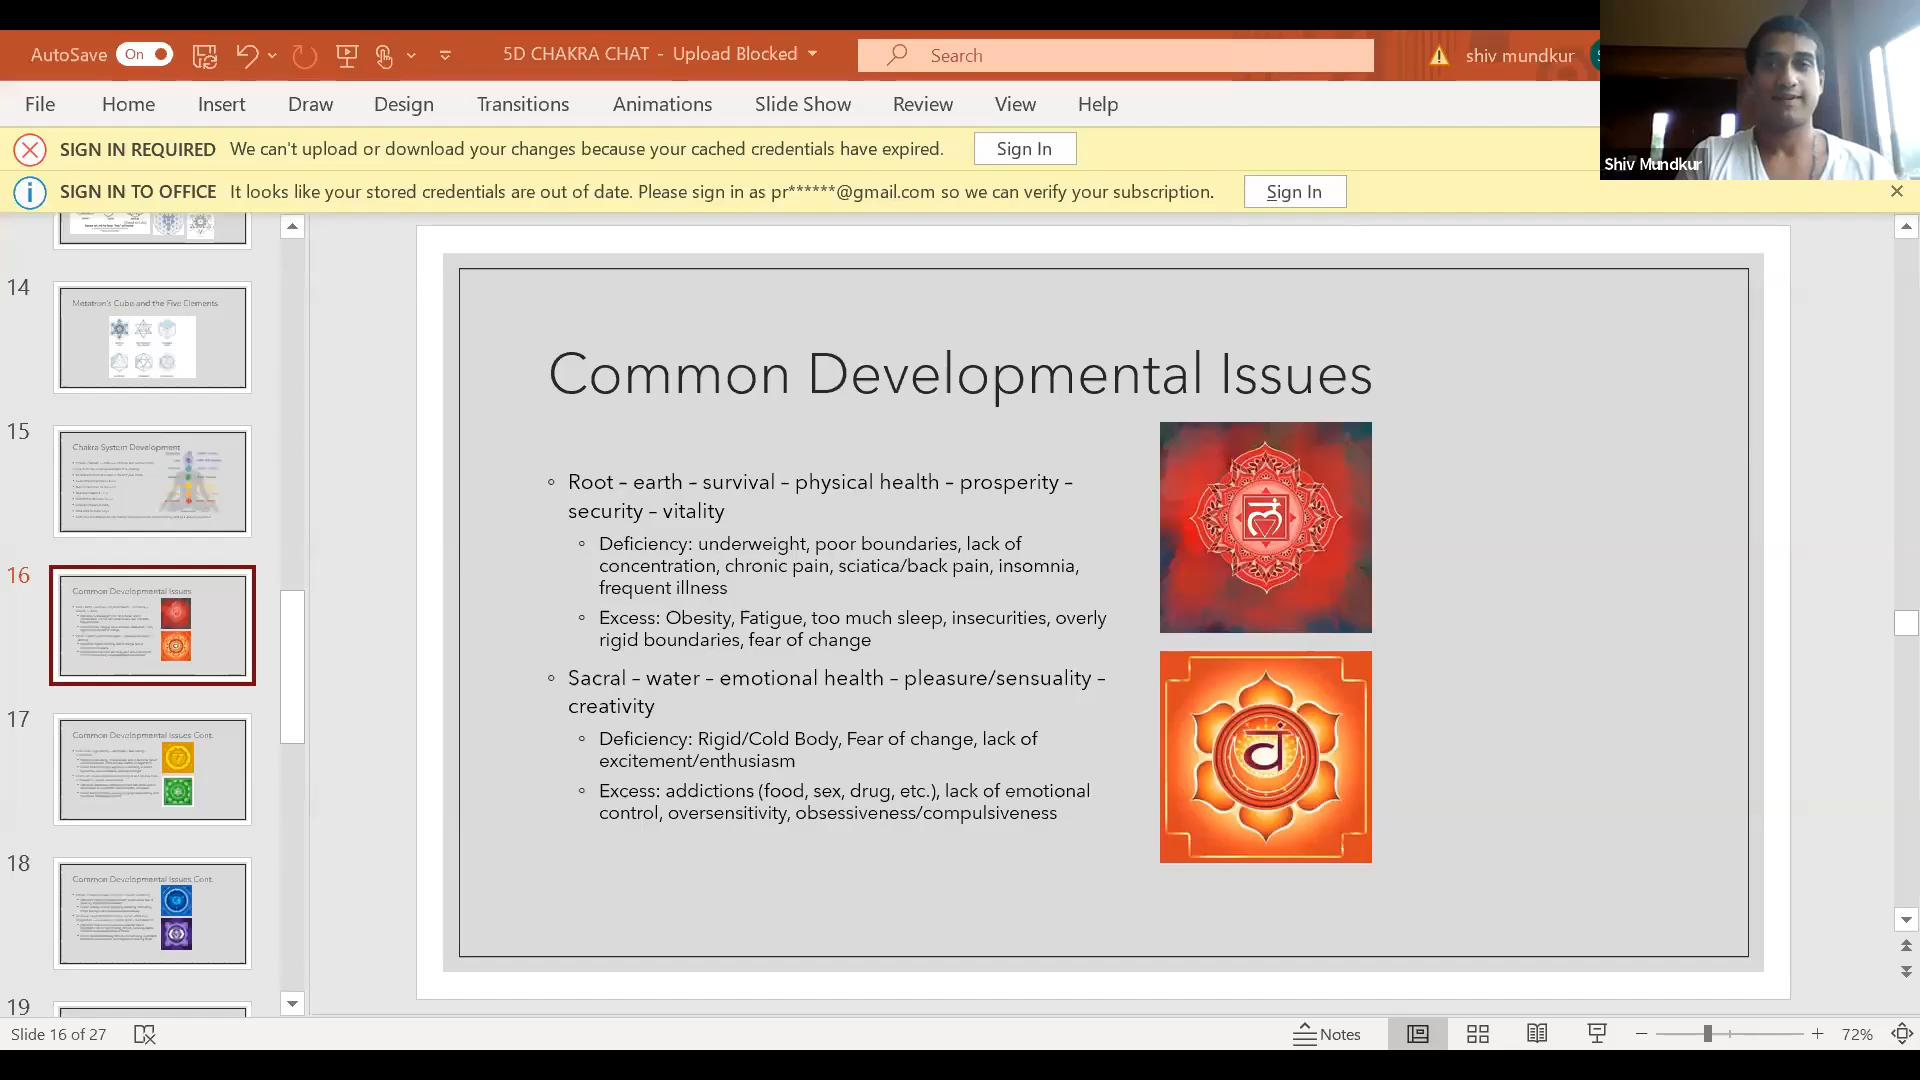 AutoSave On
5D CHAKRA CHAT - Upload Blocked
Search
shiv mundkur
File Home Insert Draw Design Transitions Animations Slide Show Review View Help
SIGN IN REQUIRED We can't upload or download your changes because your cached credentials have expired. Sign In
SIGN IN TO OFFICE It looks like your stored credentials are out of date. Please sign in as pr******@gmail.com so we can verify your subscription. Sign In
Shiv Mundkur
14
Metatron's Cube and the Five Elements
15
Chakra System Development
16
Common Developmental Issues
17
Common Developmental Issues Cont.
18
Common Developmental Issues Cont.
19
Common Developmental Issues
Root – earth – survival – physical health – prosperity –
security – vitality
Deficiency: underweight, poor boundaries, lack of
concentration, chronic pain, sciatica/back pain, insomnia,
frequent illness
Excess: Obesity, Fatigue, too much sleep, insecurities, overly
rigid boundaries, fear of change
Sacral – water – emotional health – pleasure/sensuality –
creativity
Deficiency: Rigid/Cold Body, Fear of change, lack of
excitement/enthusiasm
Excess: addictions (food, sex, drug, etc.), lack of emotional
control, oversensitivity, obsessiveness/compulsiveness
लं
वं
Slide 16 of 27
Notes
72%